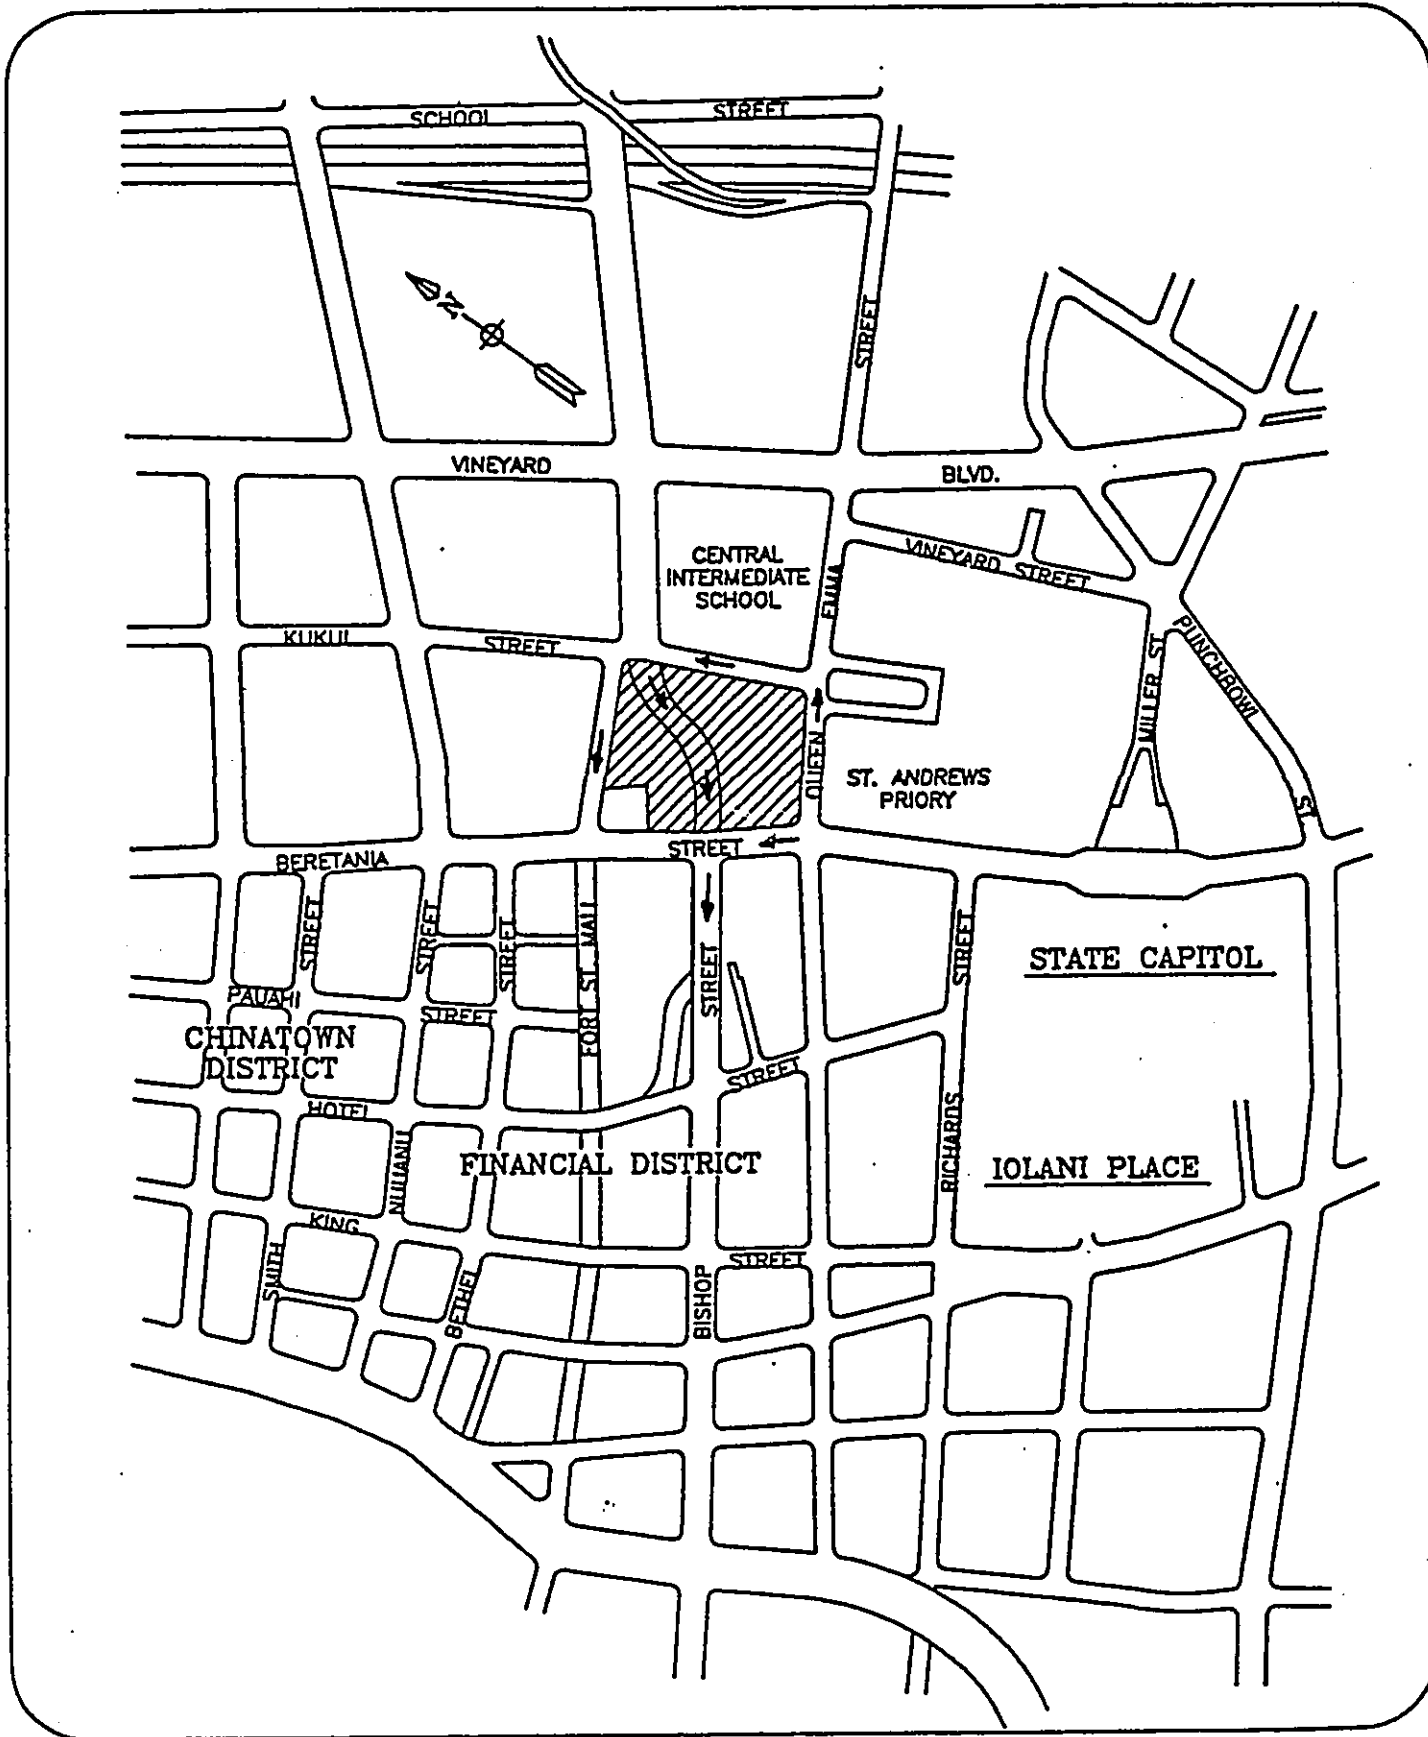 SCHOOL STREET
N
STREET
VINEYARD BLVD.
CENTRAL
INTERMEDIATE
SCHOOL
VINEYARD STREET
EMMA
KUKUI STREET
PUNCHBOWL ST.
MILLER ST.
QUEEN
ST. ANDREWS
PRIORY
BERETANIA STREET
STREET
STREET
STREET
FORT ST. MALL
STREET
STREET
STATE CAPITOL
PAUAHI STREET
CHINATOWN
DISTRICT
STREET
HOTEL
NUUANU
FINANCIAL DISTRICT
RICHARDS
IOLANI PLACE
KING STREET
SMITH
BETHEL
BISHOP